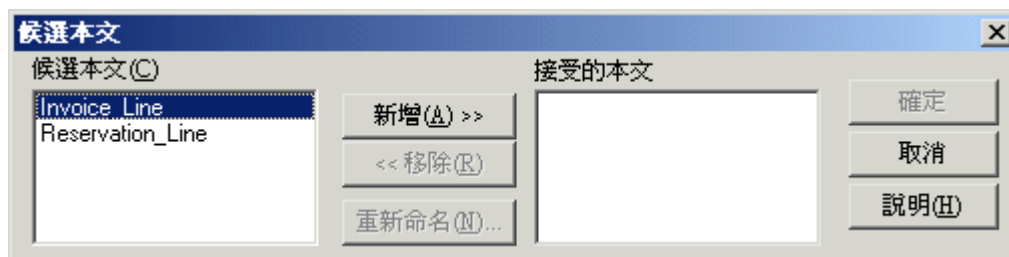 候選本文
候選本文(C)
Invoice_Line
Reservation_Line
新增(A) >>
<< 移除(R)
重新命名(N)...
接受的本文
確定
取消
說明(H)